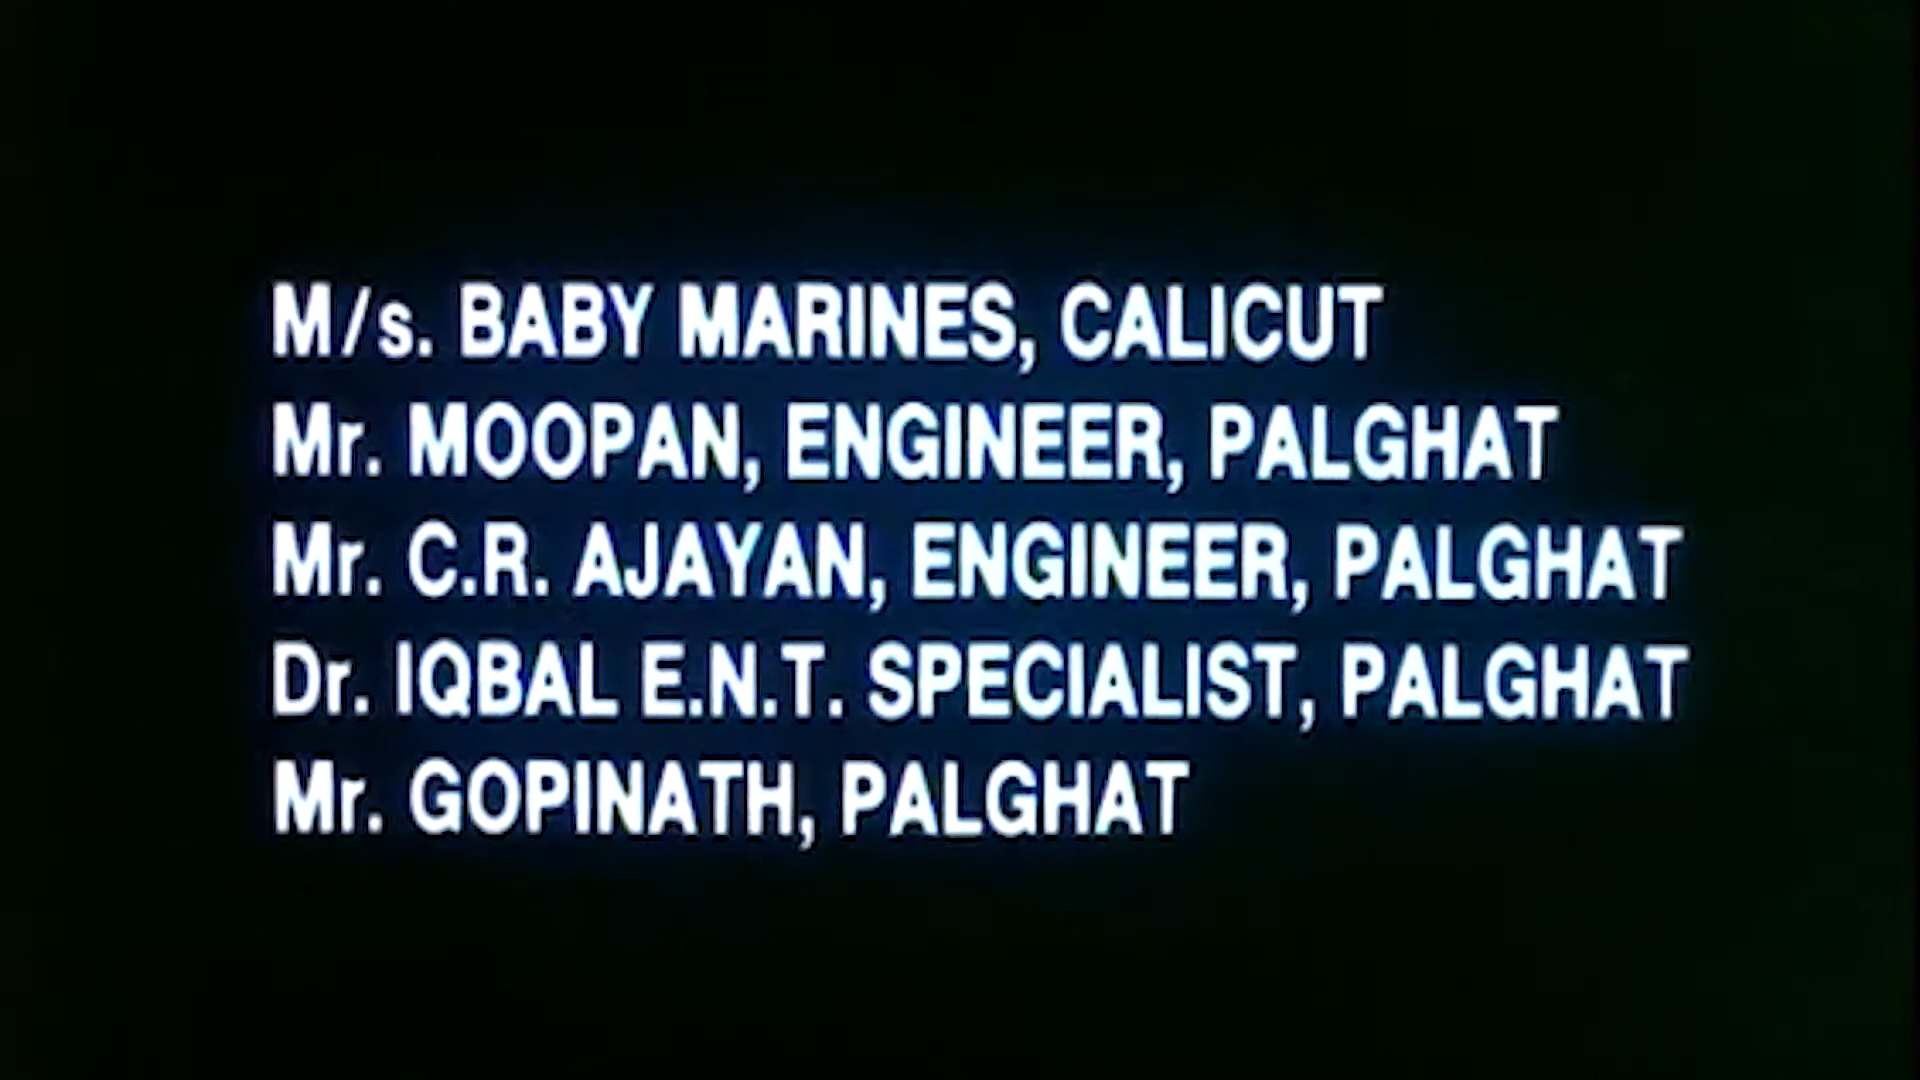 M/s. BABY MARINES, CALICUT
Mr. MOOPAN, ENGINEER, PALGHAT
Mr. C.R. AJAYAN, ENGINEER, PALGHAT
Dr. IQBAL E.N.T. SPECIALIST, PALGHAT
Mr. GOPINATH, PALGHAT